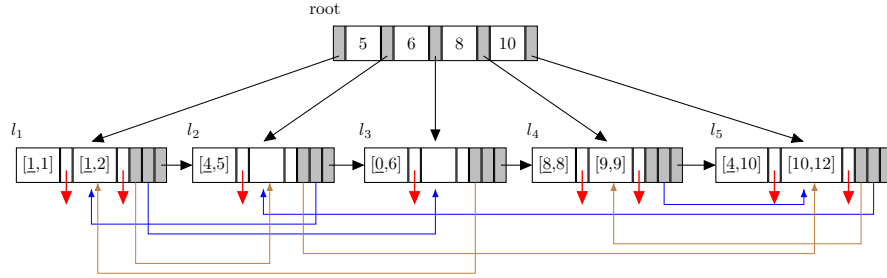 root
5 6 8 10
l₁ l₂ l₃ l₄ l₅
[1,1] [1,2] [4,5] [0,6] [8,8] [9,9] [4,10] [10,12]